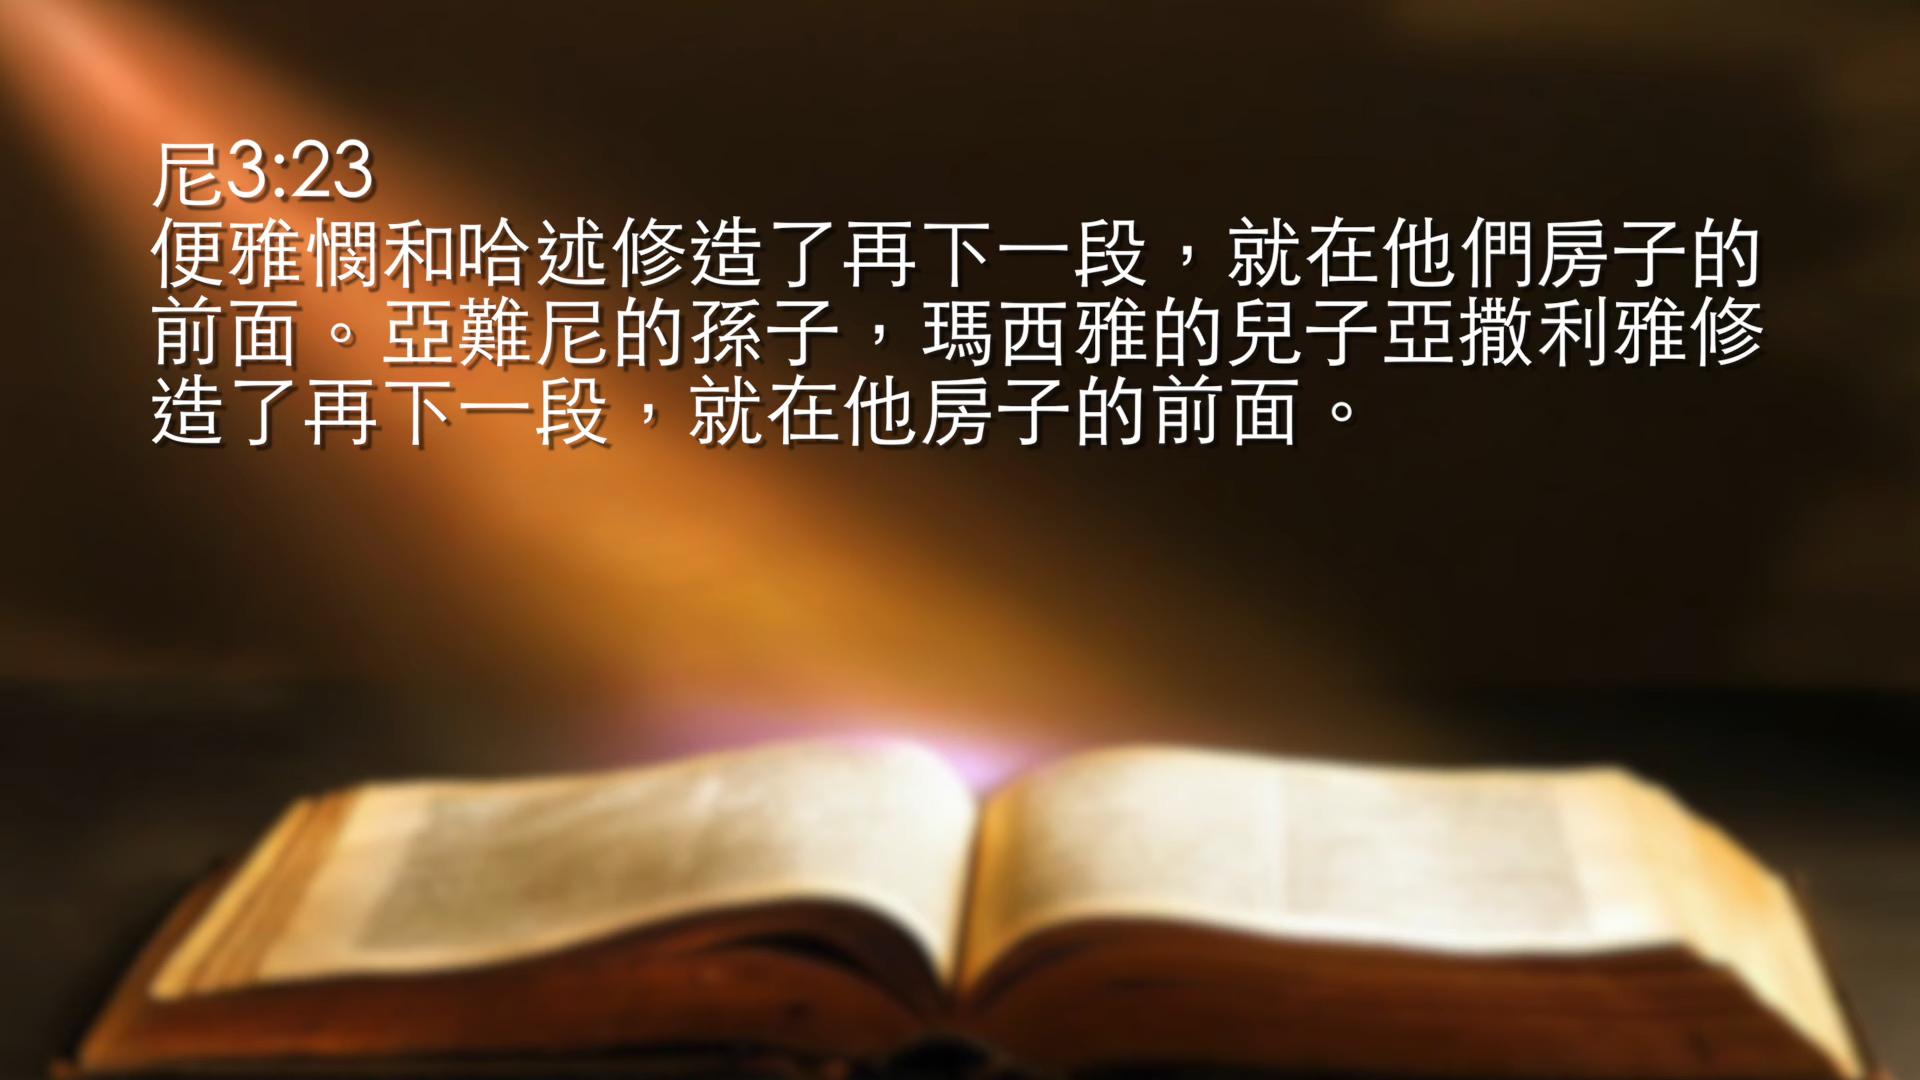 尼3:23
便雅憫和哈述修造了再下一段，就在他們房子的
前面。亞難尼的孫子，瑪西雅的兒子亞撒利雅修
造了再下一段，就在他房子的前面。